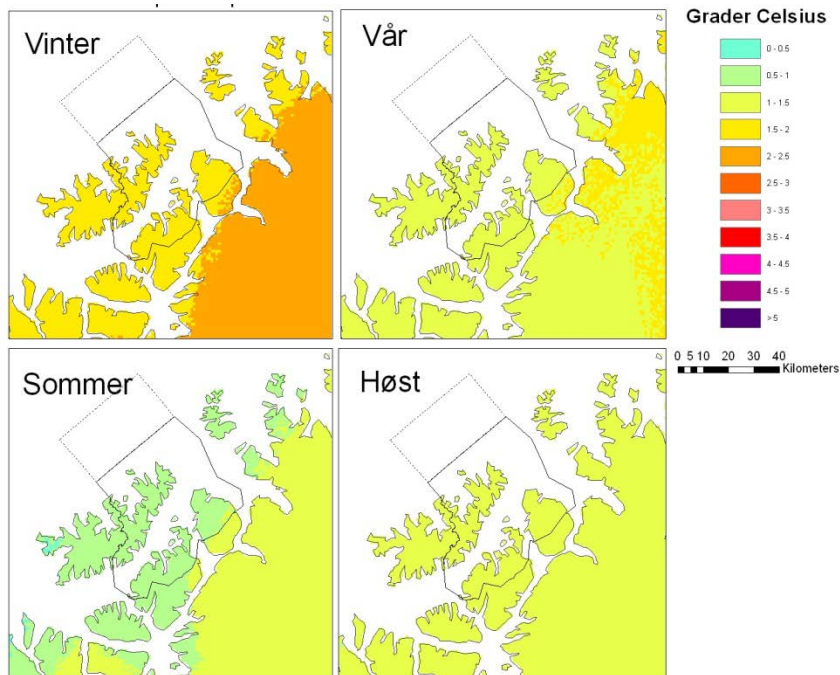 Vinter
Vår
Grader Celsius
0 - 0.5
0.5 - 1
1 - 1.5
1.5 - 2
2 - 2.5
2.5 - 3
3 - 3.5
3.5 - 4
4 - 4.5
4.5 - 5
> 5
0 5 10 20 30 40
Kilometers
Sommer
Høst